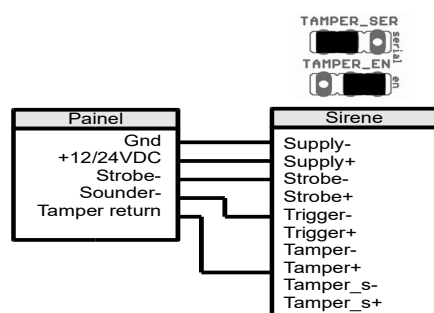 TAMPER_SER
serial
TAMPER_EN
en
Painel
Gnd
+12/24VDC
Strobe-
Sounder-
Tamper return
Sirene
Supply-
Supply+
Strobe-
Strobe+
Trigger-
Trigger+
Tamper-
Tamper+
Tamper_s-
Tamper_s+